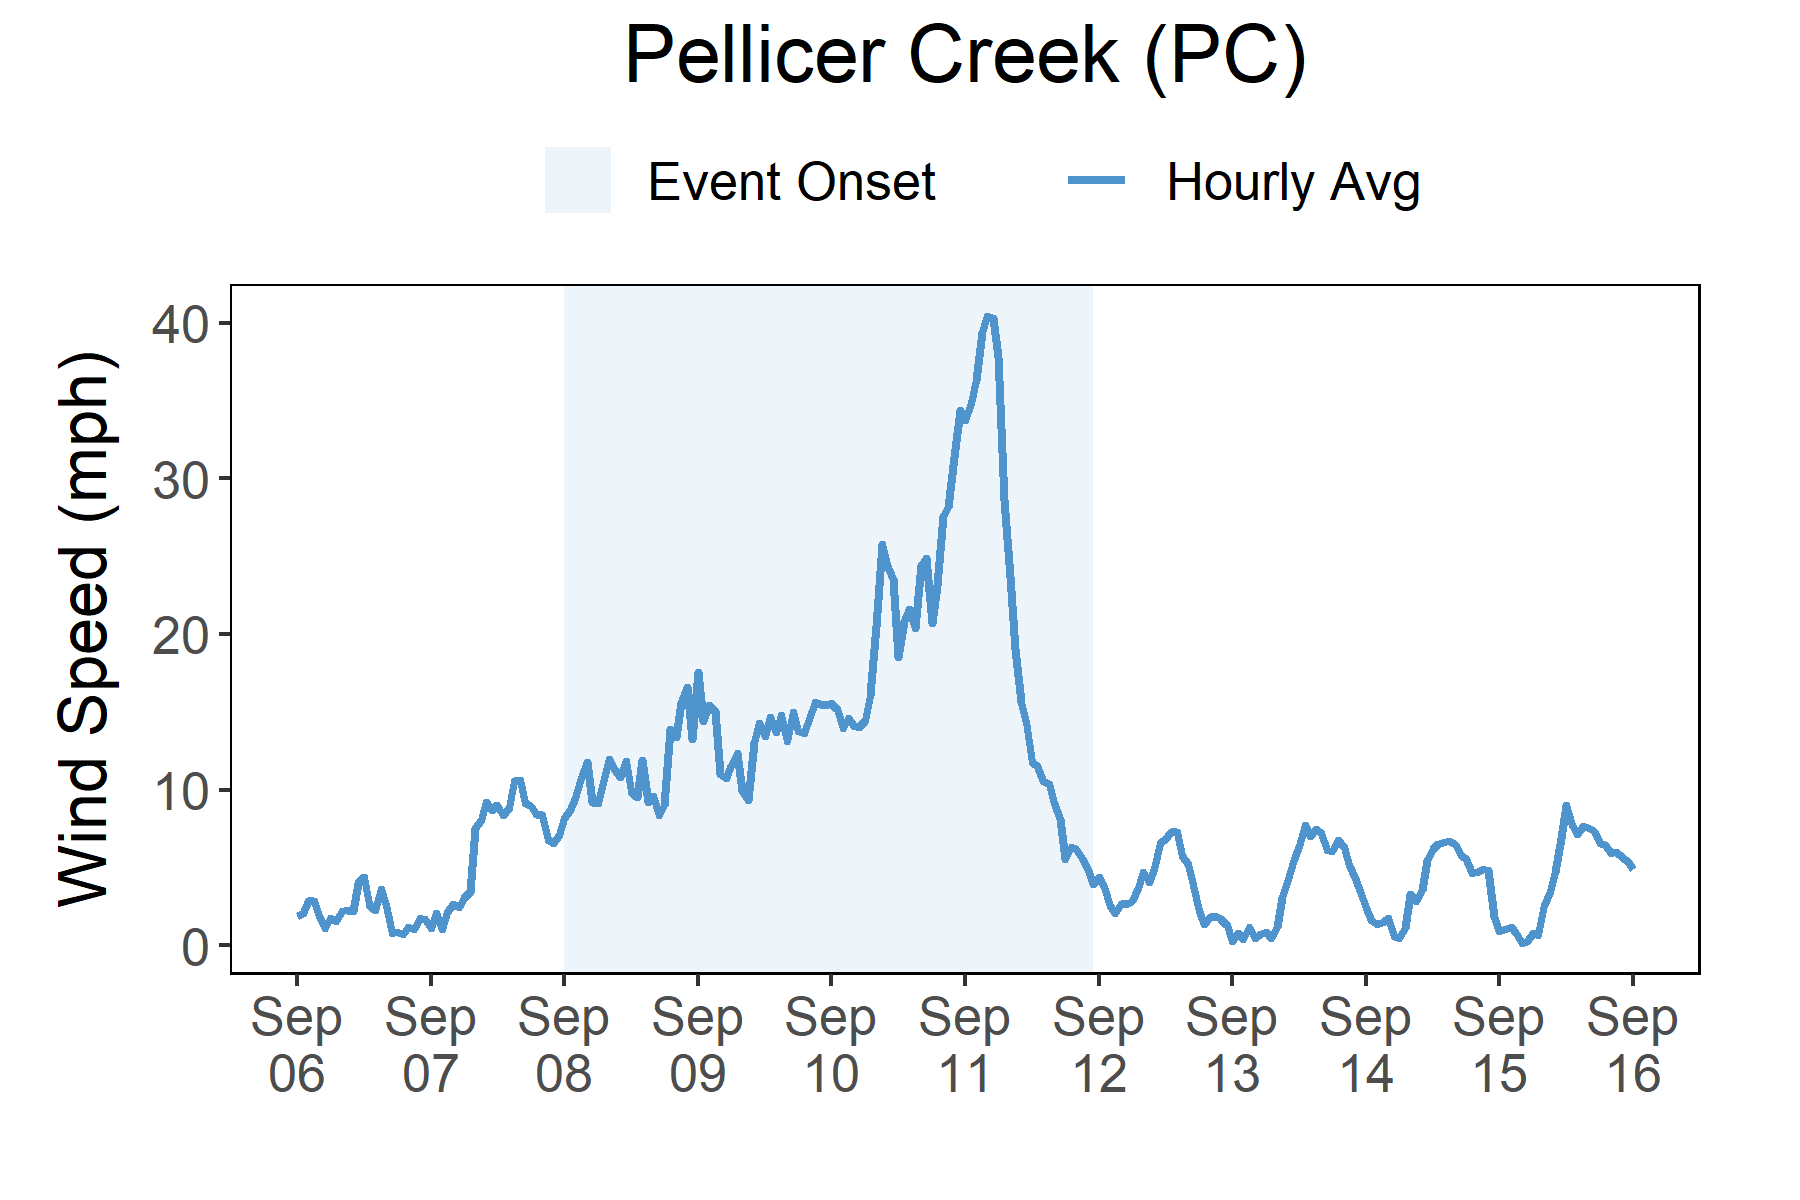 Pellicer Creek (PC)
Event Onset Hourly Avg
Wind Speed (mph)
40
30
20
10
0
Sep Sep Sep Sep Sep Sep Sep Sep Sep Sep Sep
06 07 08 09 10 11 12 13 14 15 16